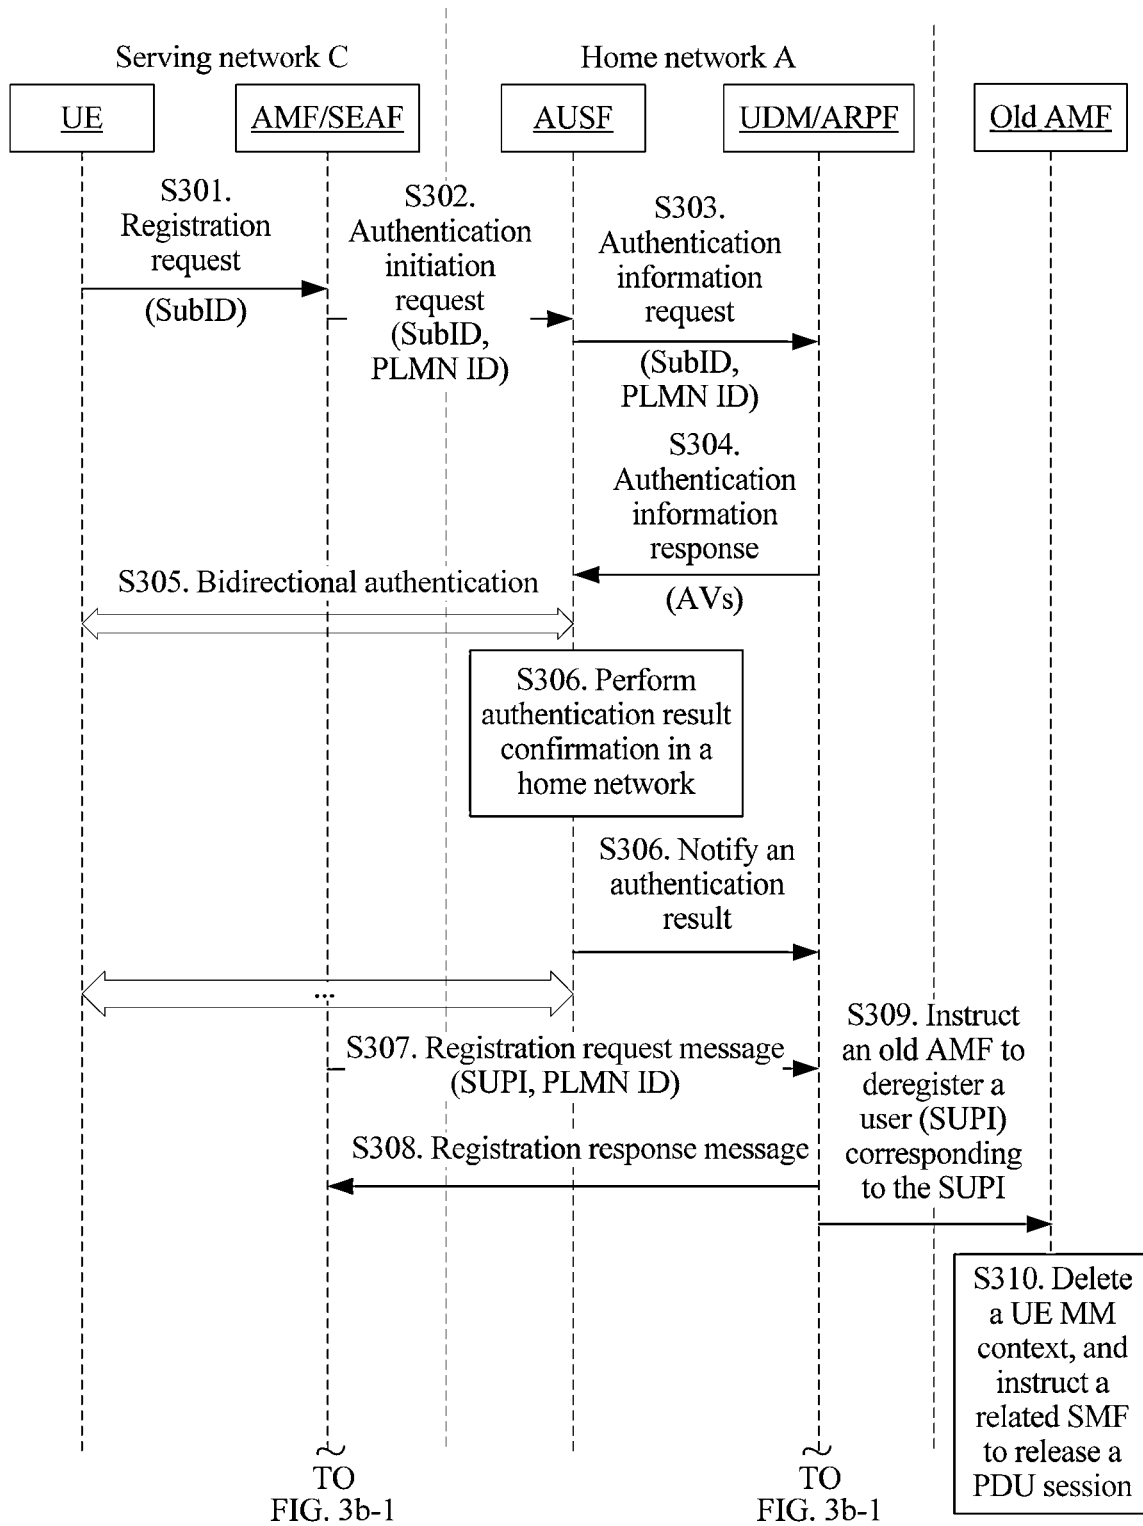 Serving network C
Home network A
UE
AMF/SEAF
AUSF
UDM/ARPF
Old AMF
S301.
Registration
request
(SubID)
S302.
Authentication
initiation
request
(SubID,
PLMN ID)
S303.
Authentication
information
request
(SubID,
PLMN ID)
S304.
Authentication
information
response
(AVs)
S305. Bidirectional authentication
S306. Perform
authentication result
confirmation in a
home network
S306. Notify an
authentication
result
...
S307. Registration request message
(SUPI, PLMN ID)
S308. Registration response message
S309. Instruct
an old AMF to
deregister a
user (SUPI)
corresponding
to the SUPI
S310. Delete
a UE MM
context, and
instruct a
related SMF
to release a
PDU session
TO
FIG. 3b-1
TO
FIG. 3b-1